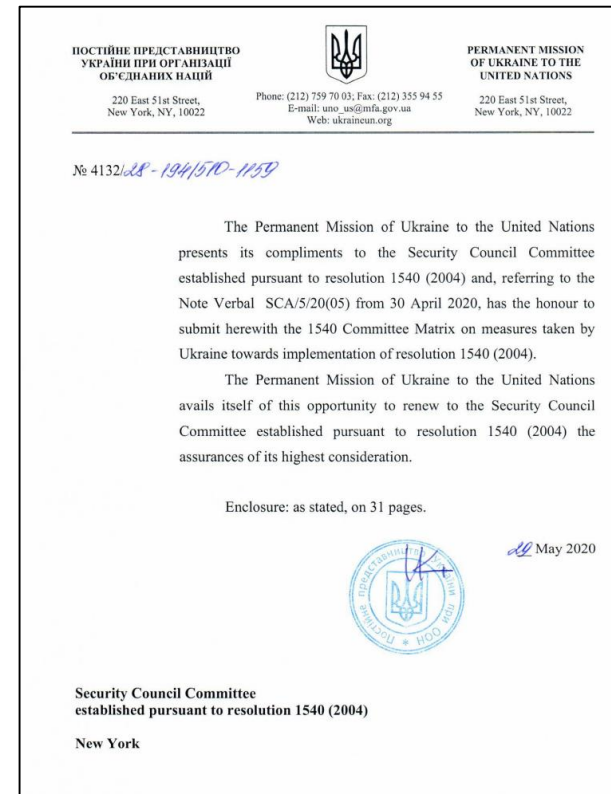 ПОСТІЙНЕ ПРЕДСТАВНИЦТВО
УКРАЇНИ ПРИ ОРГАНІЗАЦІЇ
ОБ'ЄДНАНИХ НАЦІЙ
220 East 51st Street,
New York, NY, 10022
Phone: (212) 759 70 03; Fax: (212) 355 94 55
E-mail: uno_us@mfa.gov.ua
Web: ukraineun.org
PERMANENT MISSION
OF UKRAINE TO THE
UNITED NATIONS
220 East 51st Street,
New York, NY, 10022
№ 4132/28-194/510-1159
The Permanent Mission of Ukraine to the United Nations
presents its compliments to the Security Council Committee
established pursuant to resolution 1540 (2004) and, referring to the
Note Verbal SCA/5/20(05) from 30 April 2020, has the honour to
submit herewith the 1540 Committee Matrix on measures taken by
Ukraine towards implementation of resolution 1540 (2004).
The Permanent Mission of Ukraine to the United Nations
avails itself of this opportunity to renew to the Security Council
Committee established pursuant to resolution 1540 (2004) the
assurances of its highest consideration.
Enclosure: as stated, on 31 pages.
29 May 2020
Постійне представництво України при ООН
Security Council Committee
established pursuant to resolution 1540 (2004)
New York